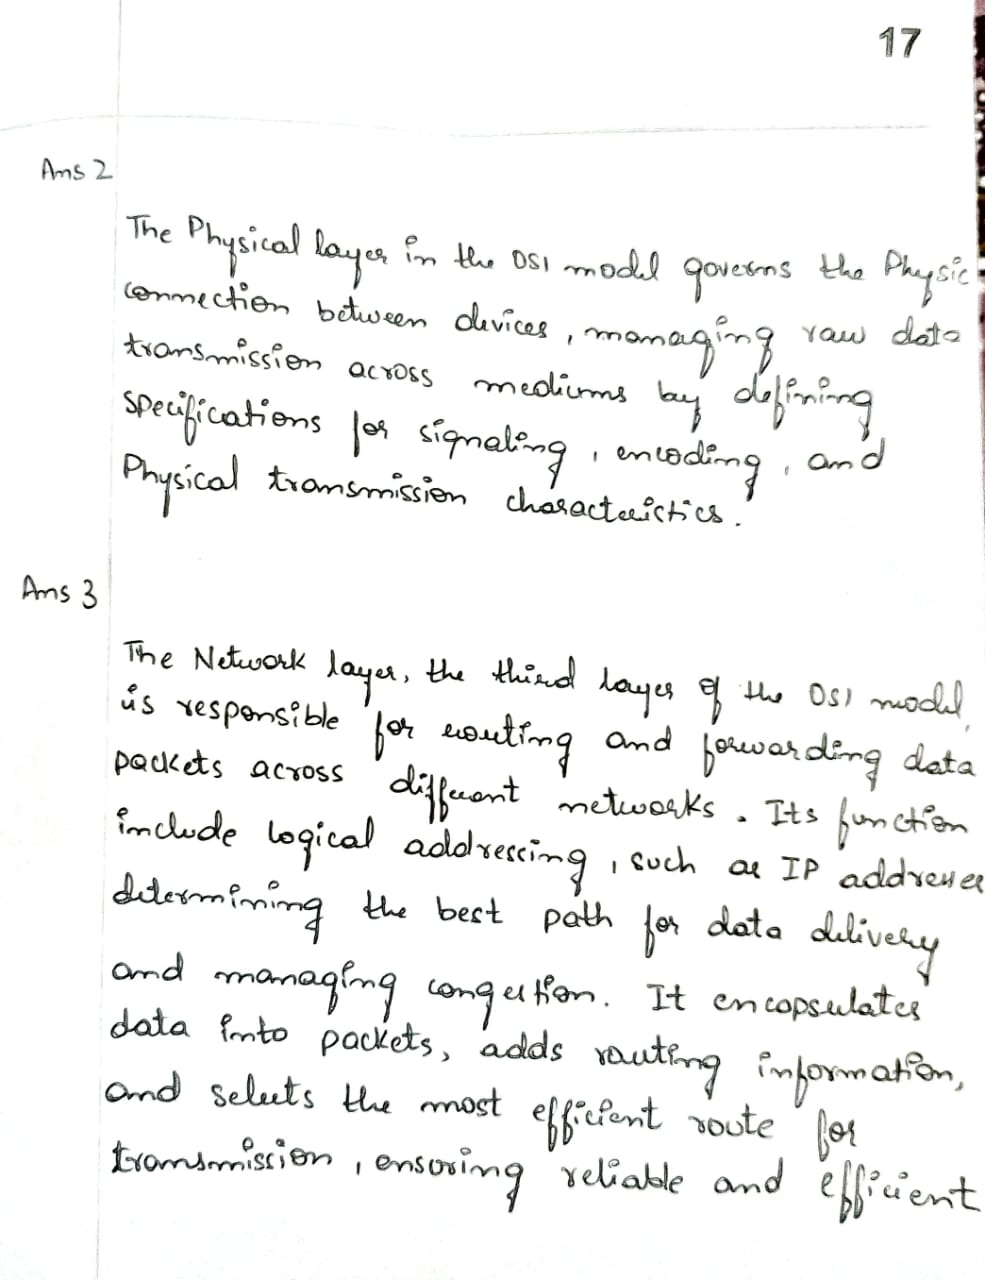 17
Ans 2
The Physical layer in the OSI model governs the Physic
connection between devices, managing raw data
transmission across mediums by defining
specifications for signaling, encoding, and
Physical transmission characteristics.
Ans 3
The Network layer, the third layer of the OSI model,
is responsible for routing and forwarding data
packets across different networks. Its function
include logical addressing, such as IP addresses
determining the best path for data delivery
and managing congestion. It encapsulates
data into packets, adds routing information,
and selects the most efficient route for
transmission, ensuring reliable and efficient